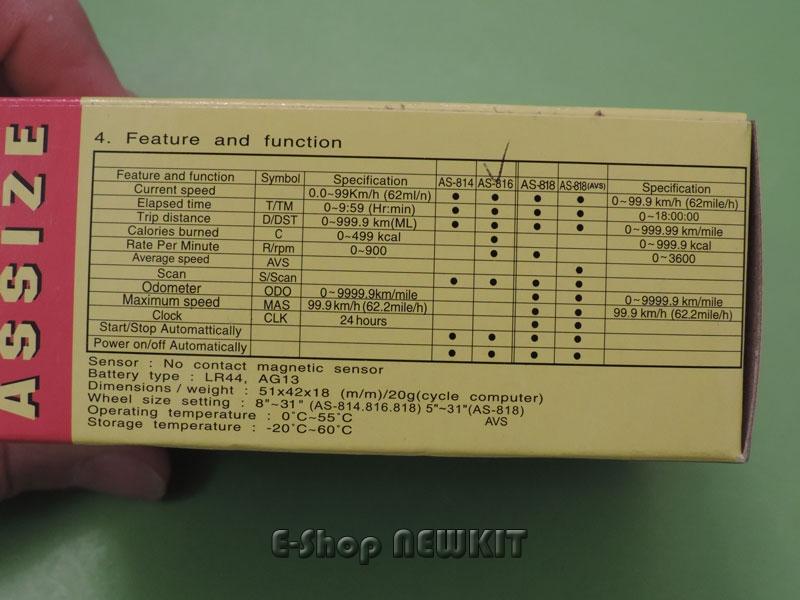 ASSIZE
4. Feature and function
Feature and function Symbol Specification AS-814 AS-816 AS-818 AS-818(AVS) Specification
Current speed 0.0~99Km/h (62ml/n) ● ● ● ● 0~99.9 km/h (62mile/h)
Elapsed time T/TM 0~9:59 (Hr:min) ● ● ● ● 0~18:00:00
Trip distance D/DST 0~999.9 km(ML) ● ● ● ● 0~999.99 km/mile
Calories burned C 0~499 kcal ● 0~999.9 kcal
Rate Per Minute R/rpm 0~900 ● ● 0~3600
Average speed AVS ●
Scan S/Scan ● ● ● ●
Odometer ODO 0~9999.9km/mile ● ● 0~9999.9 km/mile
Maximum speed MAS 99.9 km/h (62.2mile/h) ● ● 99.9 km/h (62.2mile/h)
Clock CLK 24 hours ● ●
Start/Stop Automattically ● ● ● ●
Power on/off Automatically ● ● ● ●
Sensor : No contact magnetic sensor
Battery type : LR44, AG13
Dimensions / weight : 51x42x18 (m/m)/20g(cycle computer)
Wheel size setting : 8"~31" (AS-814.816.818) 5"~31"(AS-818)
AVS
Operating temperature : 0°C~55°C
Storage temperature : -20°C~60°C
E-Shop NEWKIT